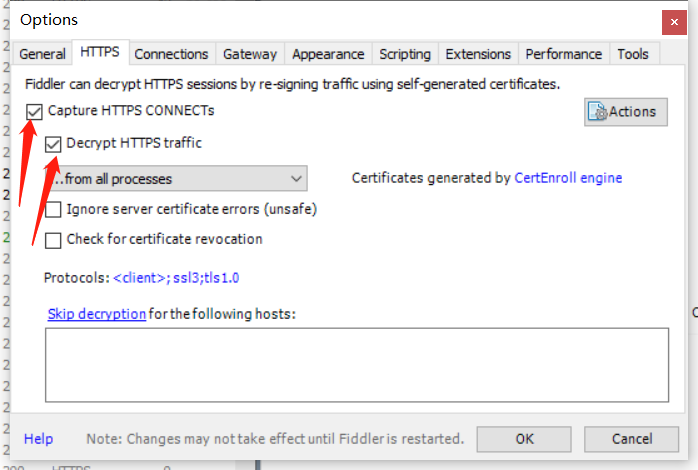 Options
General HTTPS Connections Gateway Appearance Scripting Extensions Performance Tools
Fiddler can decrypt HTTPS sessions by re-signing traffic using self-generated certificates.
Capture HTTPS CONNECTs
Actions
Decrypt HTTPS traffic
...from all processes
Certificates generated by CertEnroll engine
Ignore server certificate errors (unsafe)
Check for certificate revocation
Protocols: <client>; ssl3;tls1.0
Skip decryption for the following hosts:
Help
Note: Changes may not take effect until Fiddler is restarted.
OK
Cancel